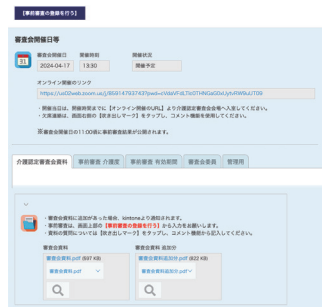 【事前審査の登録を行う】
審査会開催日等
審査会開催日 開催時刻 開催状況
2024-04-17 13:30 開催予定
31
オンライン開催のリンク
・開催当日は、開催時刻までに【オンライン開催のURL】より介護認定審査会会場へ入室してください。
・欠席連絡は、画面右側の【吹き出しマーク】をタップし、コメント機能を使用してください。
※審査会開催日の11:00頃に事前審査結果が公開されます。
介護認定審査会資料 事前審査 介護度 事前審査 有効期間 審査会委員 管理用
・審査会資料に追加があった場合、kintoneより通知されます。
・事前審査は、画面上部の【事前審査の登録を行う】から入力をお願いします。
・資料の質問については【吹き出しマーク】をタップし、コメント機能から記入してください。
審査会資料 審査会資料 追加分
審査会資料.pdf (697 KB) 審査会資料追加分.pdf (822 KB)
審査会資料.pdf 審査会資料追加分.pdf